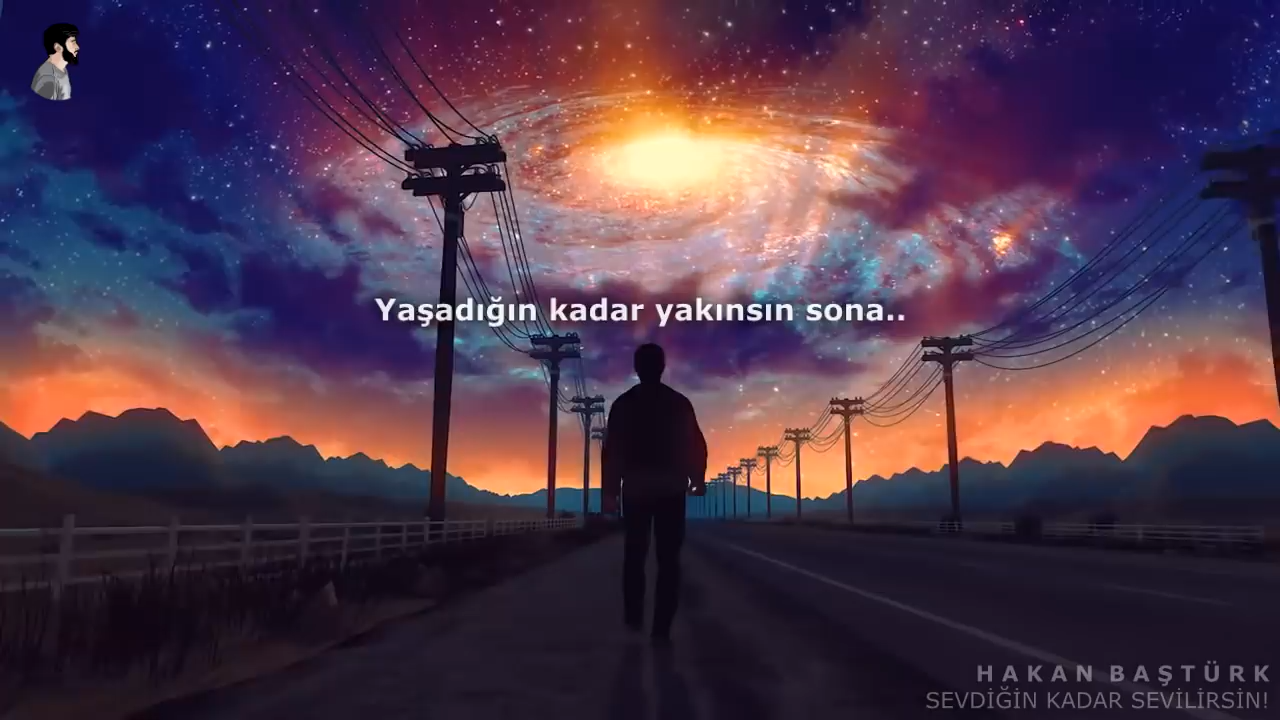 Yaşadığın kadar yakınsın sona..
HAKAN BAŞTÜRK
SEVDİĞİN KADAR SEVİLİRSİN!